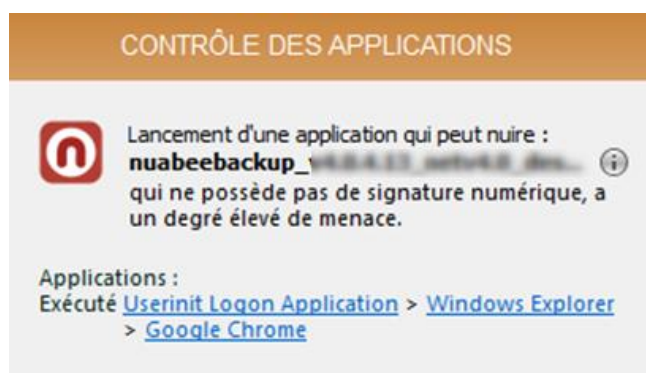 CONTRÔLE DES APPLICATIONS
Lancement d'une application qui peut nuire :
nuabeebackup_
qui ne possède pas de signature numérique, a
un degré élevé de menace.
Applications :
Exécuté Userinit Logon Application > Windows Explorer
> Google Chrome